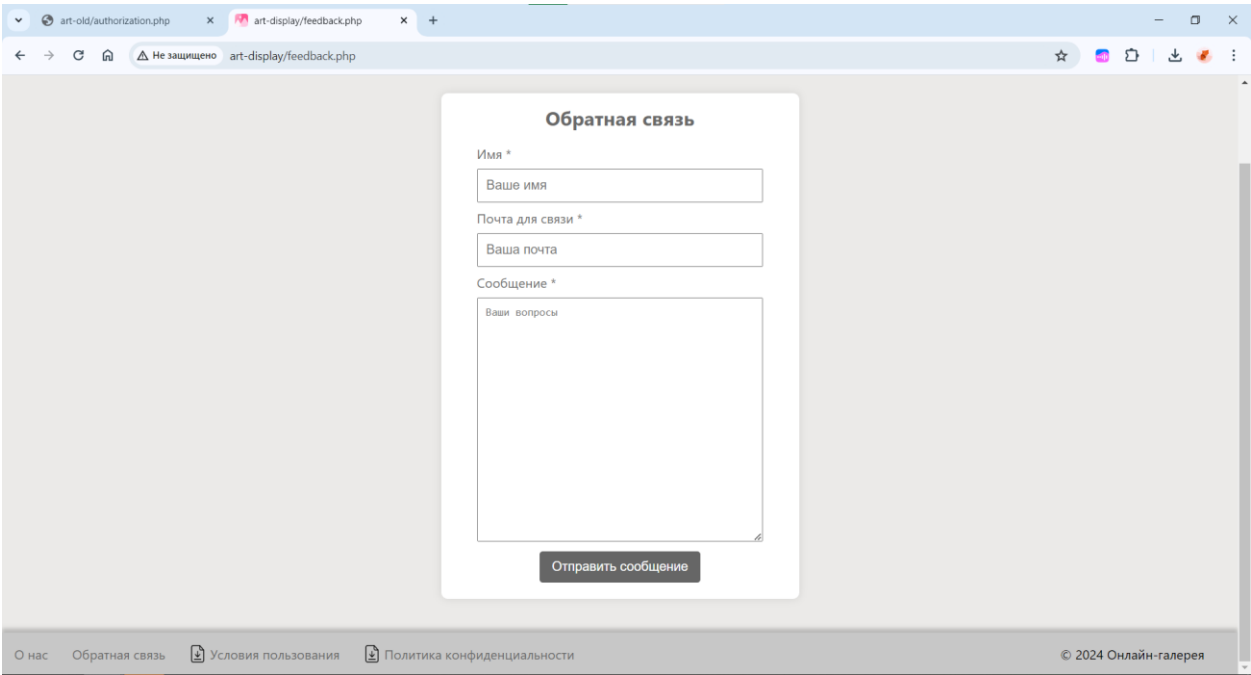 art-old/authorization.php art-display/feedback.php
Не защищено art-display/feedback.php
Обратная связь
Имя *
Ваше имя
Почта для связи *
Ваша почта
Сообщение *
Ваши вопросы
Отправить сообщение
О нас Обратная связь Условия пользования Политика конфиденциальности © 2024 Онлайн-галерея